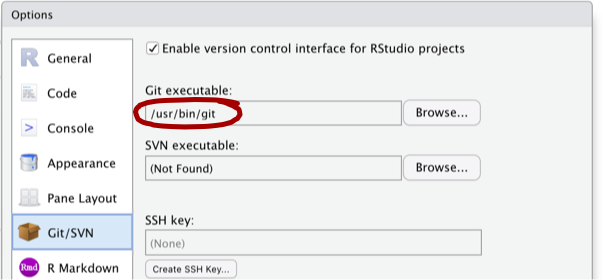 Options
General
Code
Console
Appearance
Pane Layout
Git/SVN
Rmd R Markdown
Enable version control interface for RStudio projects
Git executable:
/usr/bin/git Browse...
SVN executable:
(Not Found) Browse...
SSH key:
(None)
Create SSH Key...